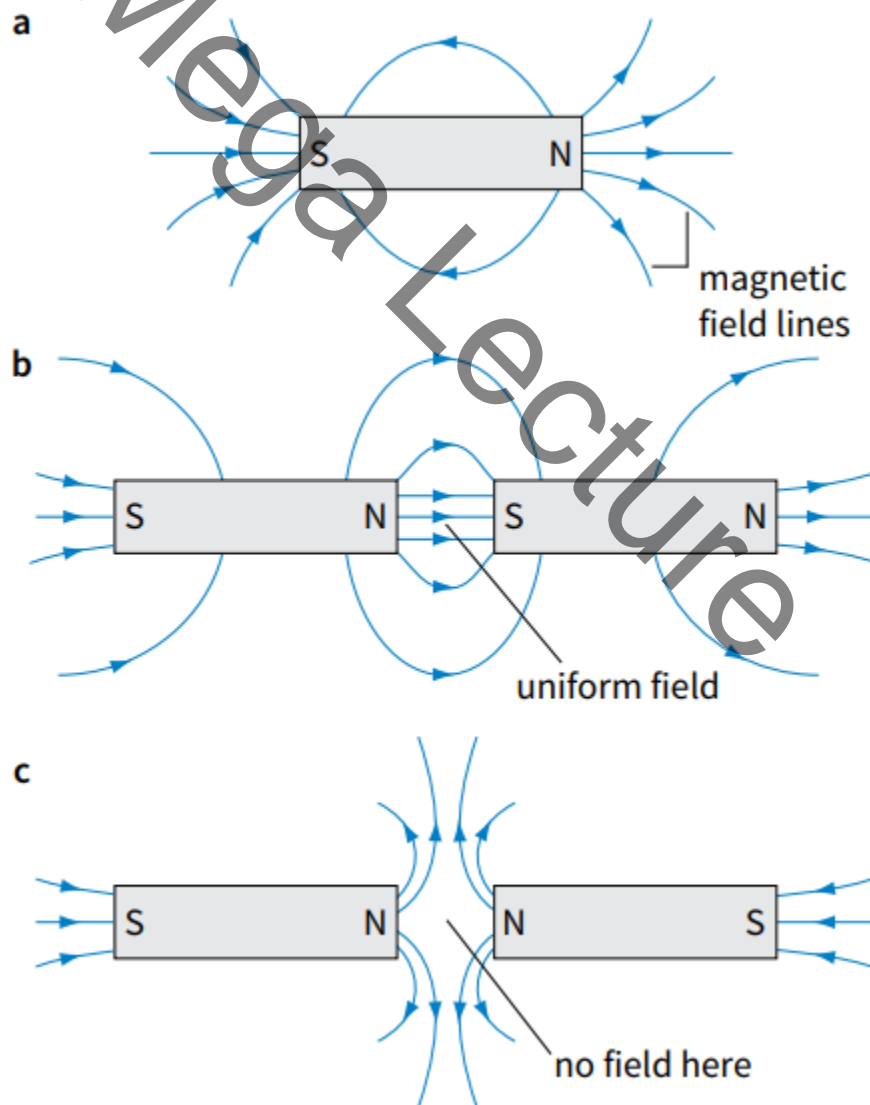 a
S N
magnetic
field lines
b
S N S N
uniform field
c
S N N S
no field here
Mega Lecture